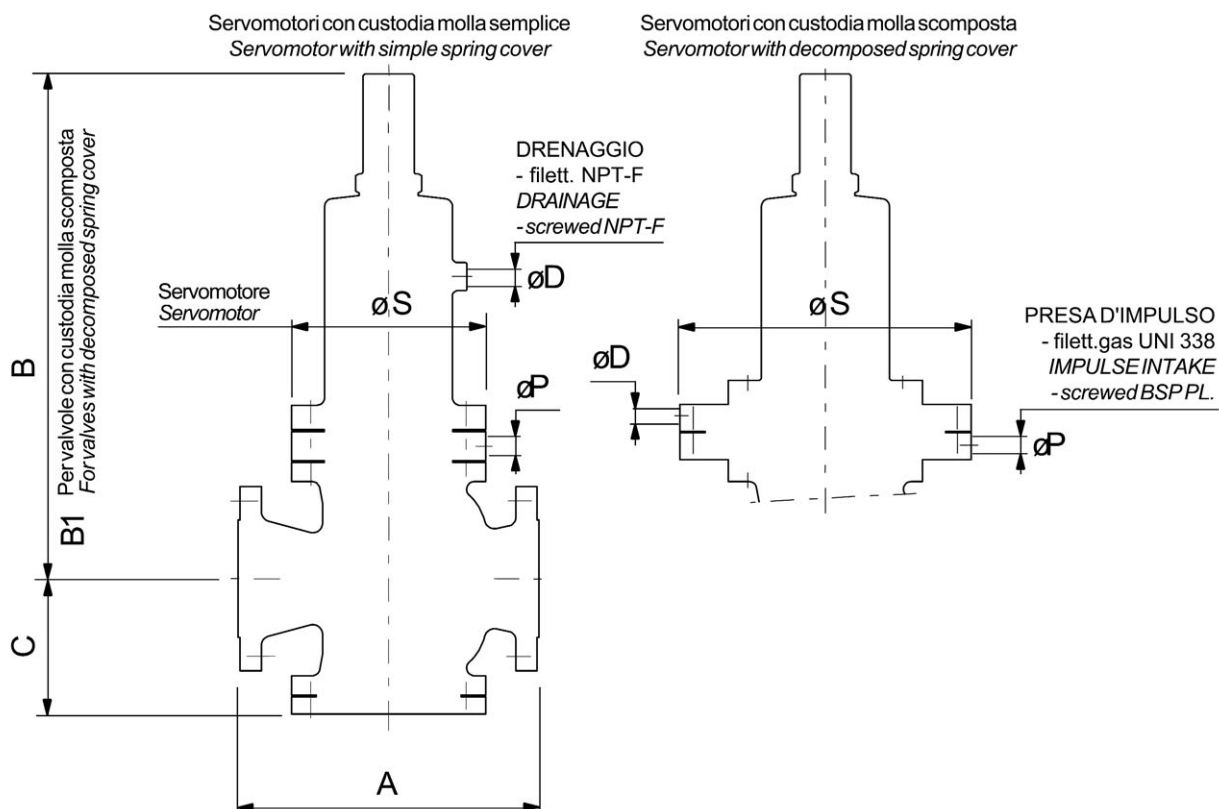 Servomotori con custodia molla semplice
Servomotor with simple spring cover
Servomotori con custodia molla scomposta
Servomotor with decomposed spring cover
B
B1
Per valvole con custodia molla scomposta
For valves with decomposed spring cover
C
A
Servomotore
Servomotor
øS
DRENAGGIO
- filett. NPT-F
DRAINAGE
- screwed NPT-F
øD
øP
øS
øD
PRESA D'IMPULSO
- filett.gas UNI 338
IMPULSE INTAKE
- screwed BSP PL.
øP